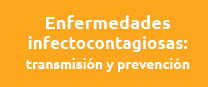 Enfermedades
infectocontagiosas:
transmisión y prevención